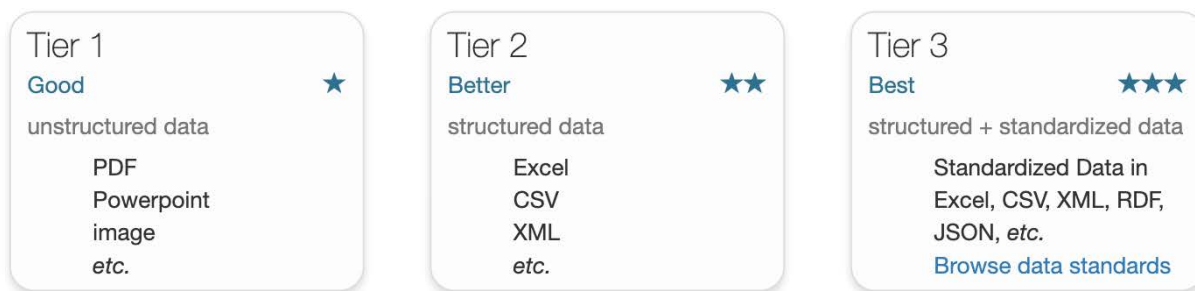 Tier 1
Good
unstructured data
PDF
Powerpoint
image
etc.
Tier 2
Better
structured data
Excel
CSV
XML
etc.
Tier 3
Best
structured + standardized data
Standardized Data in
Excel, CSV, XML, RDF,
JSON, etc.
Browse data standards